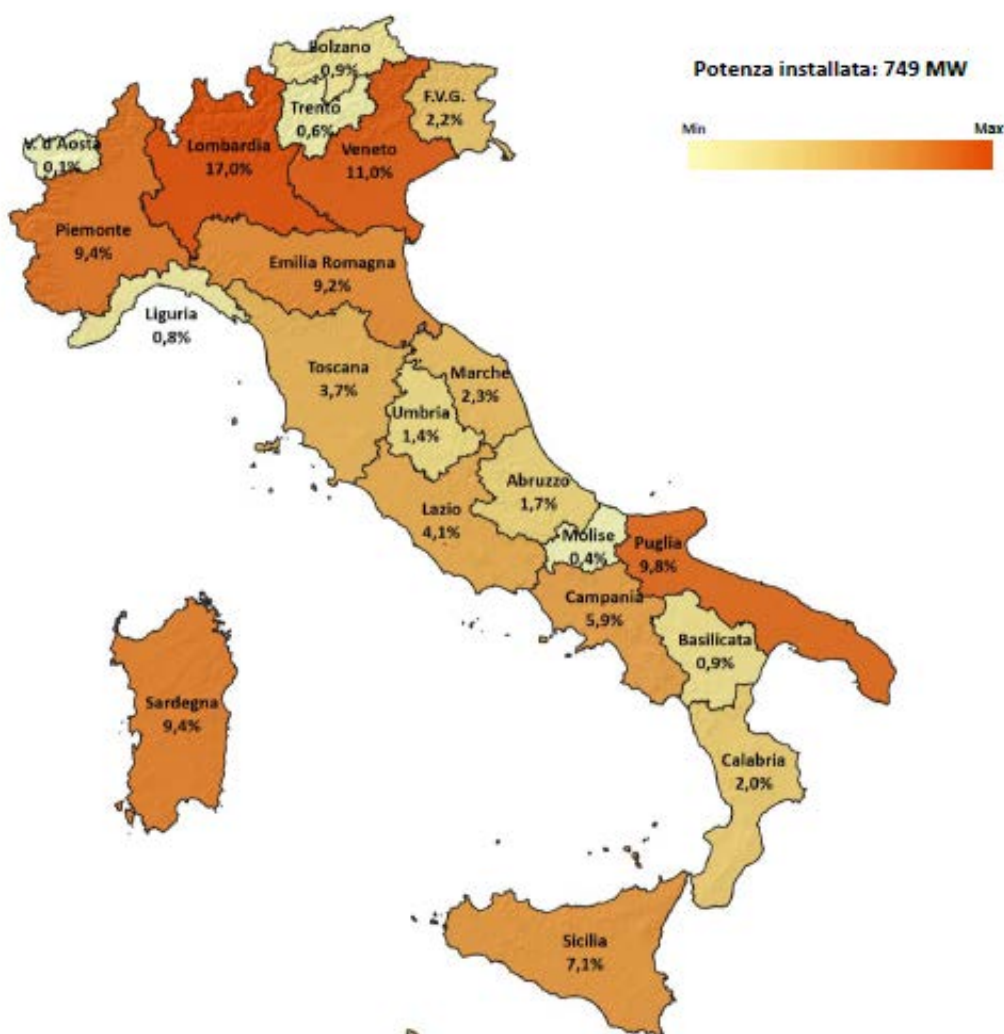 Potenza installata: 749 MW
Min
Max
Bolzano
0,9%
Trento
0,6%
F.V.G.
2,2%
V. d'Aosta
0,1%
Lombardia
17,0%
Veneto
11,0%
Piemonte
9,4%
Emilia Romagna
9,2%
Liguria
0,8%
Toscana
3,7%
Marche
2,3%
Umbria
1,4%
Abruzzo
1,7%
Lazio
4,1%
Molise
0,4%
Puglia
9,8%
Campania
5,9%
Basilicata
0,9%
Sardegna
9,4%
Calabria
2,0%
Sicilia
7,1%